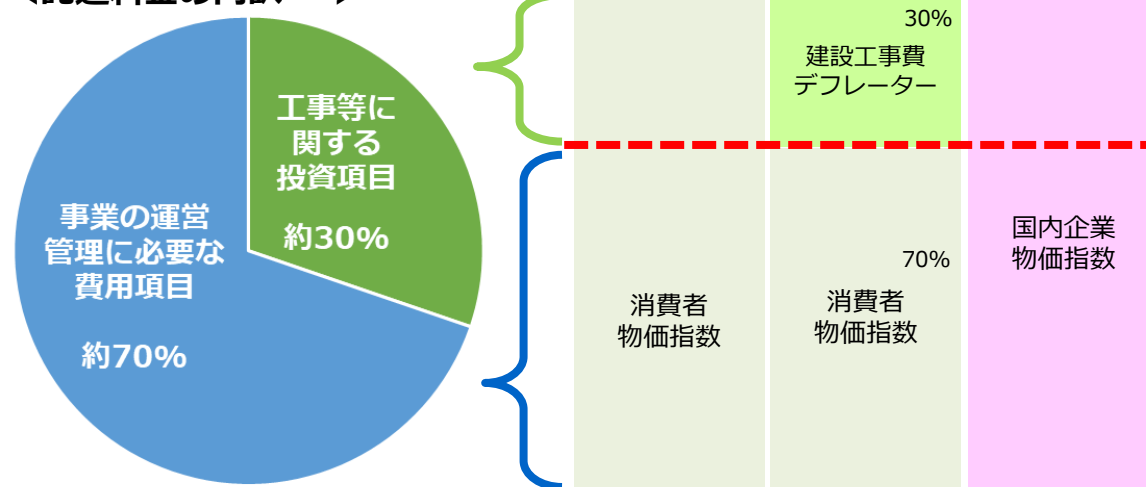 工事等に
関する
投資項目
約30%
事業の運営
管理に必要な
費用項目
約70%
30%
建設工事費
デフレーター
消費者
物価指数
70%
消費者
物価指数
国内企業
物価指数